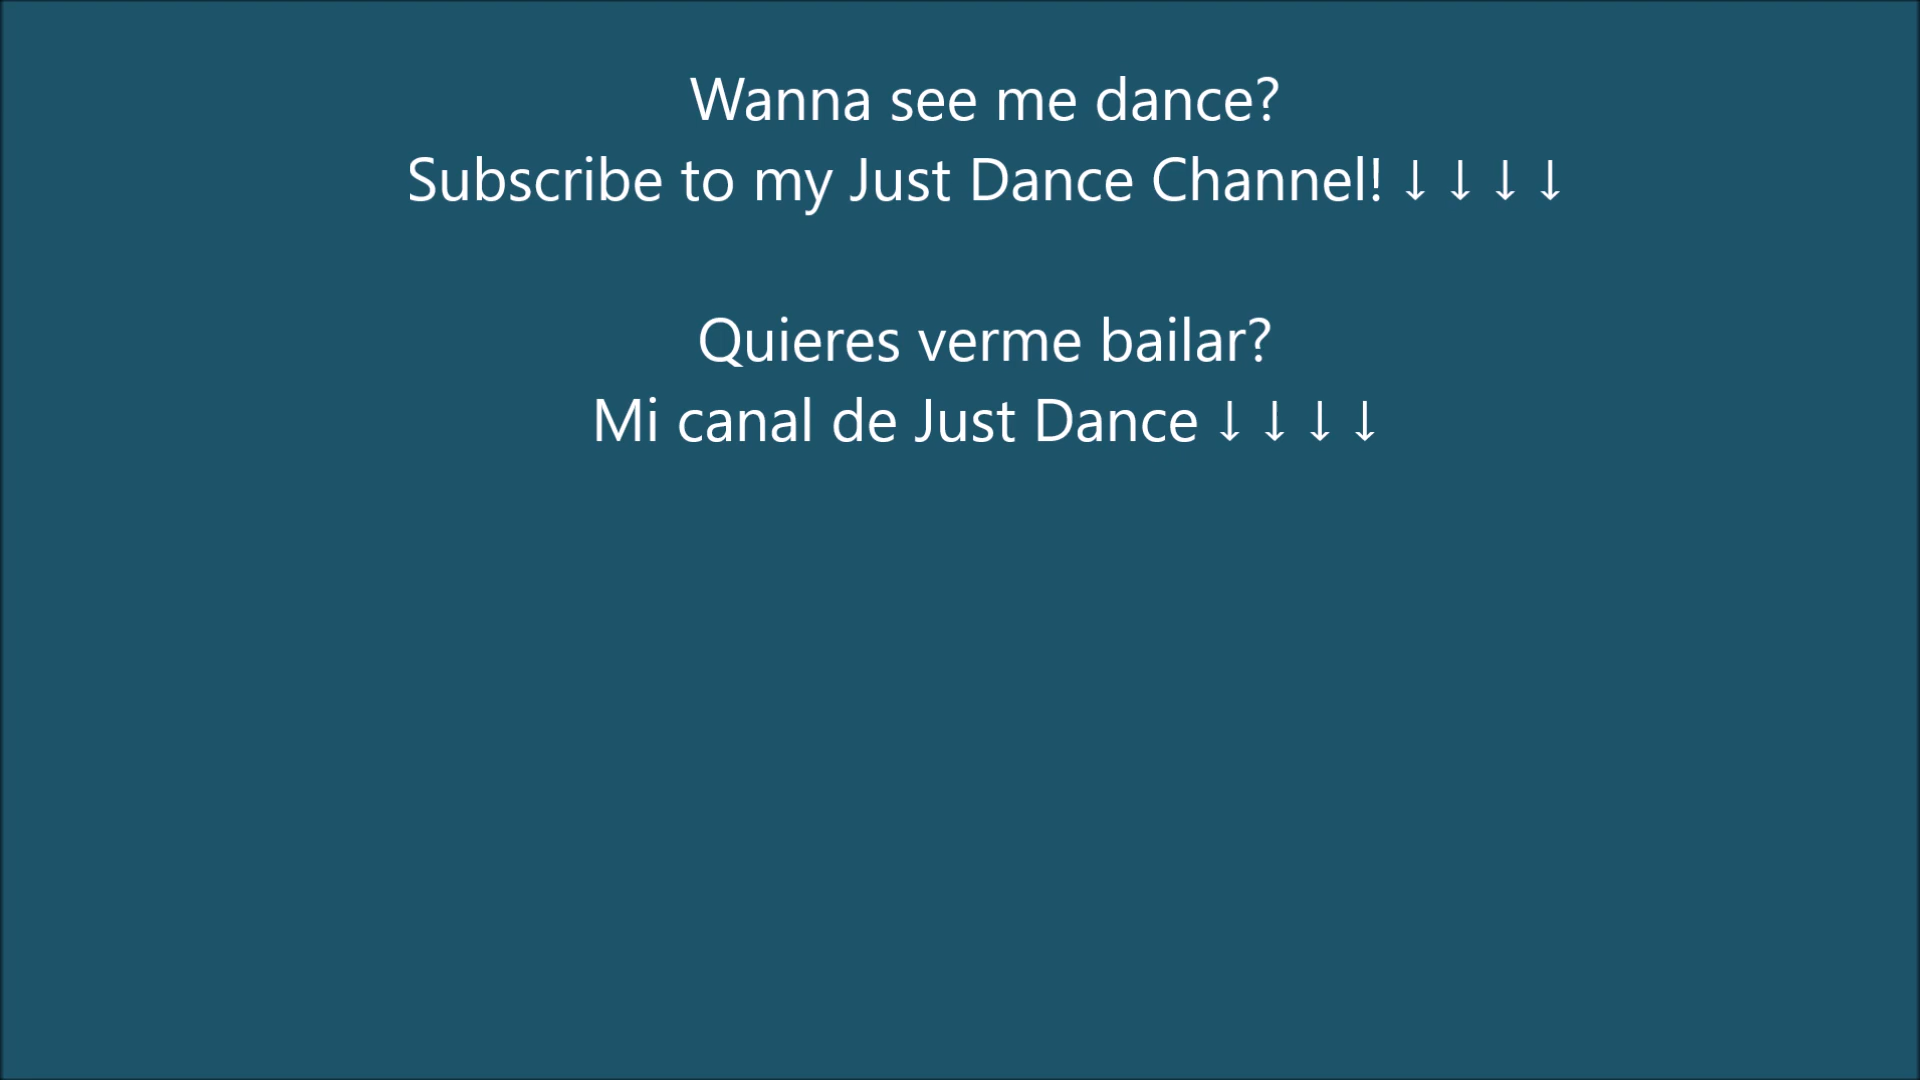 Wanna see me dance?
Subscribe to my Just Dance Channel! ↓ ↓ ↓ ↓
Quieres verme bailar?
Mi canal de Just Dance ↓ ↓ ↓ ↓